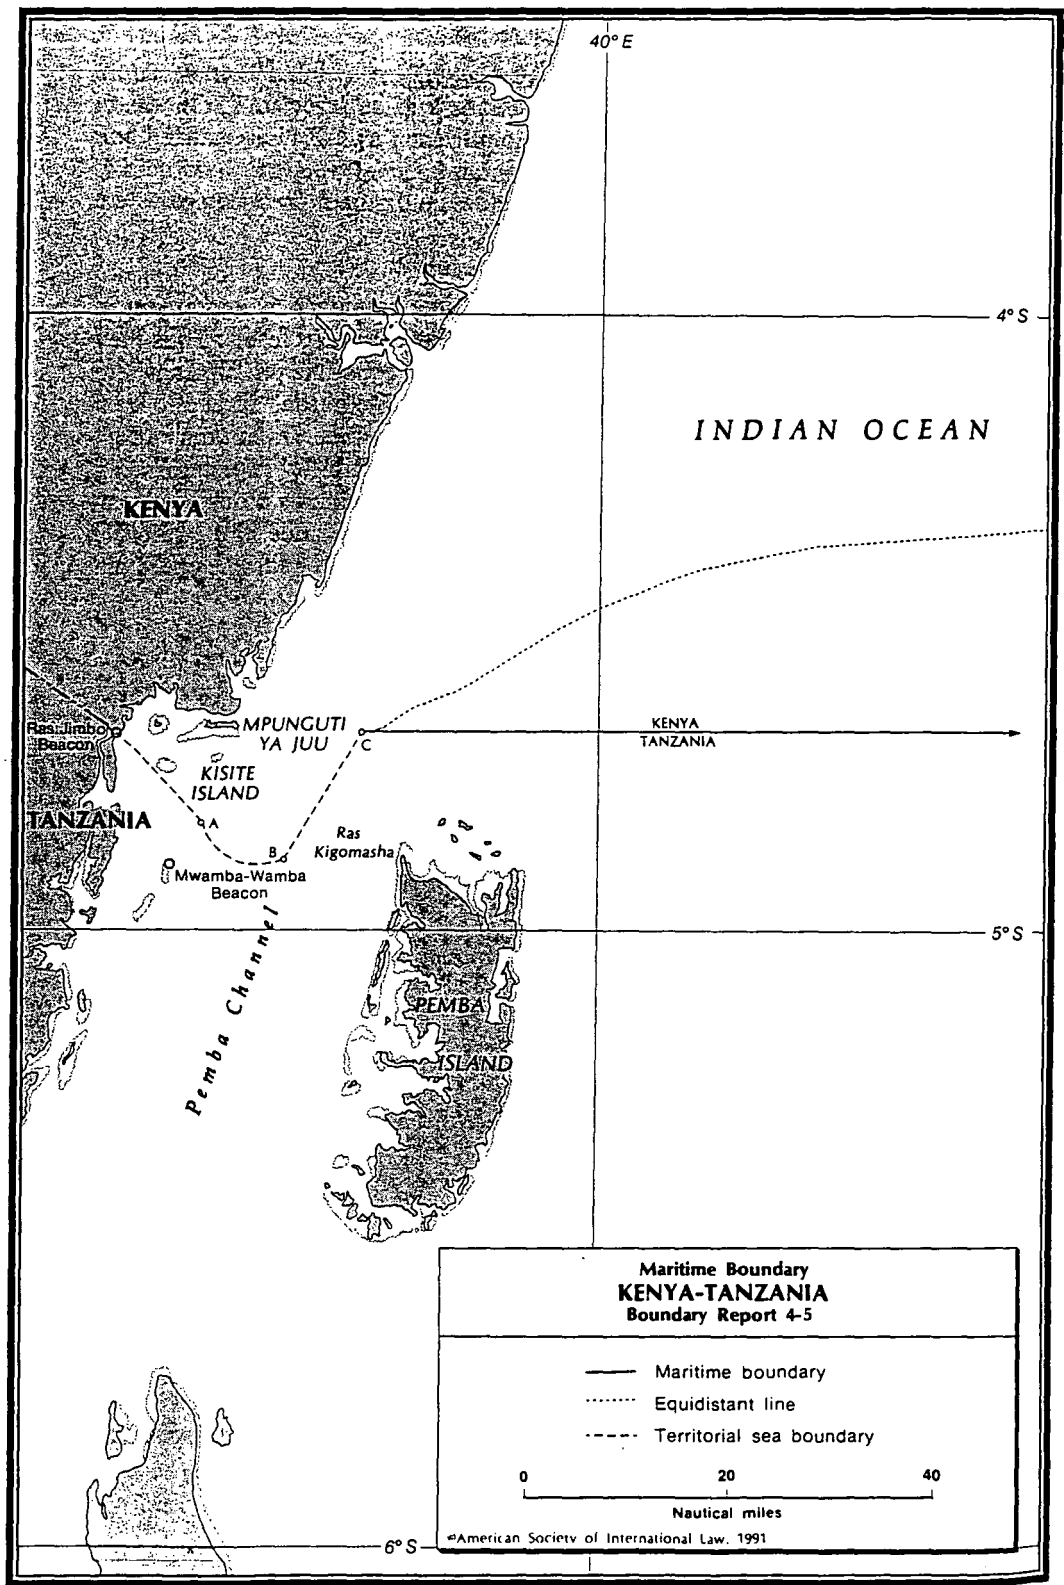 40° E
4° S
INDIAN OCEAN
KENYA
Ras Jimbo
Beacon
MPUNGUTI
YA JUU
C
KENYA
TANZANIA
KISITE
ISLAND
TANZANIA
A
Ras
Kigomasha
B
Mwamba-Wamba
Beacon
Pemba Channel
5° S
PEMBA
ISLAND
Maritime Boundary
KENYA-TANZANIA
Boundary Report 4-5
Maritime boundary
Equidistant line
Territorial sea boundary
0 20 40
Nautical miles
©American Society of International Law. 1991
6° S